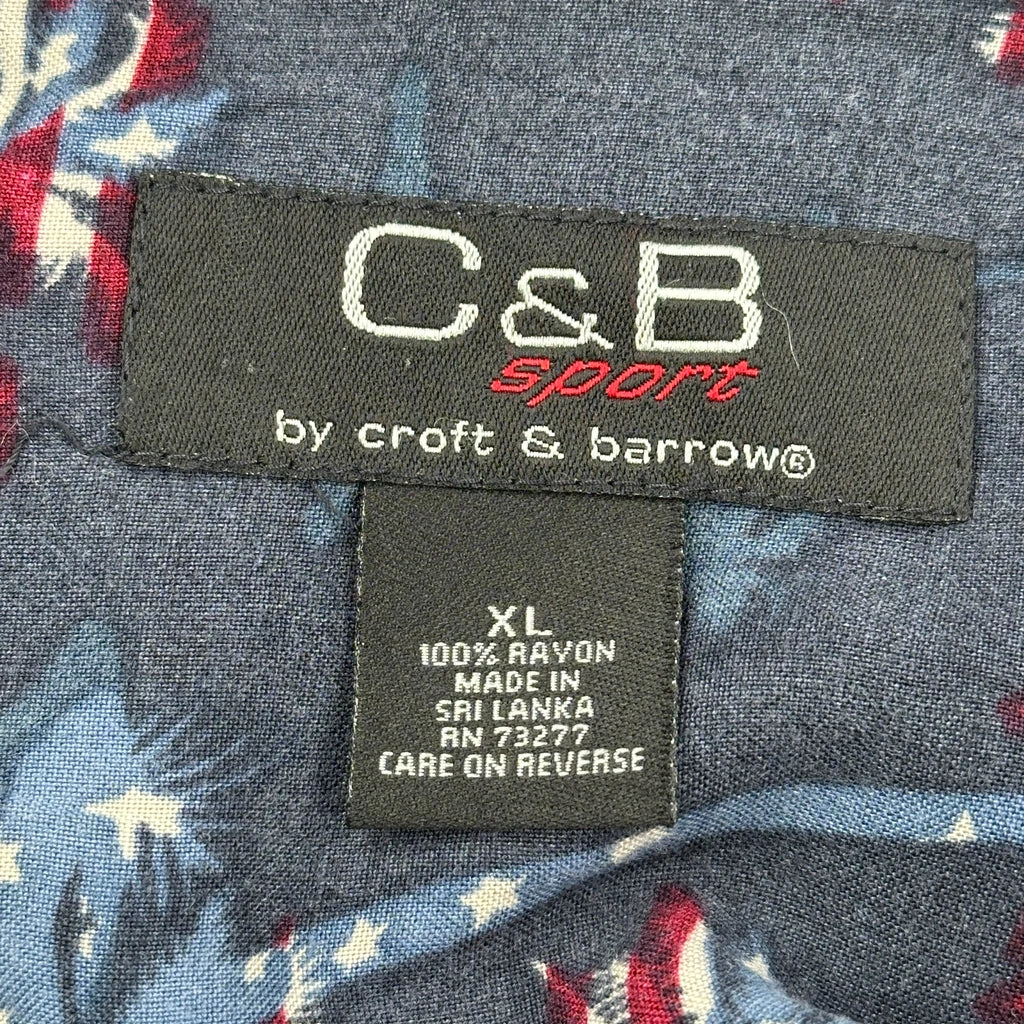 C&B
sport
by croft & barrow®
XL
100% RAYON
MADE IN
SRI LANKA
RN 73277
CARE ON REVERSE